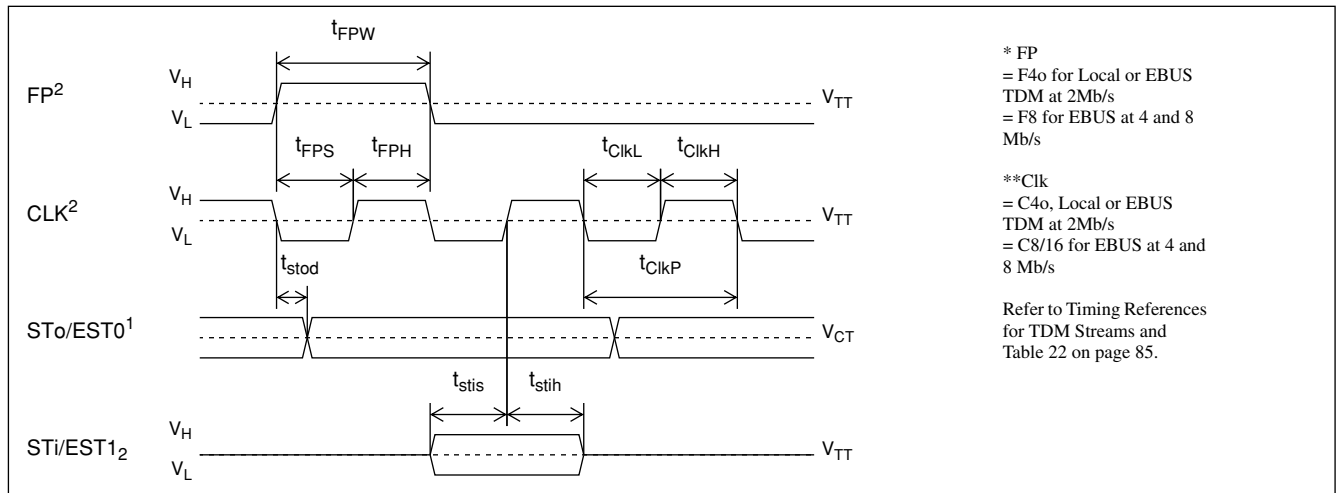 tFPW
FP2
VH
VL
VTT
tFPS
tFPH
tClkL
tClkH
CLK2
VH
VL
VTT
tstod
tClkP
STo/EST01
VCT
tstis
tstih
STi/EST12
VH
VL
VTT
* FP
= F4o for Local or EBUS
TDM at 2Mb/s
= F8 for EBUS at 4 and 8
Mb/s
**Clk
= C4o, Local or EBUS
TDM at 2Mb/s
= C8/16 for EBUS at 4 and
8 Mb/s
Refer to Timing References
for TDM Streams and
Table 22 on page 85.